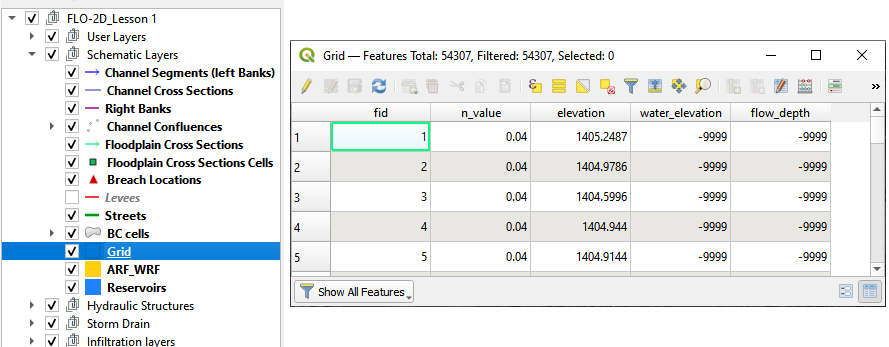 FLO-2D_Lesson 1
User Layers
Schematic Layers
Channel Segments (left Banks)
Channel Cross Sections
Right Banks
Channel Confluences
Floodplain Cross Sections
Floodplain Cross Sections Cells
Breach Locations
Levees
Streets
BC cells
Grid
ARF_WRF
Reservoirs
Hydraulic Structures
Storm Drain
Infiltration layers
Grid — Features Total: 54307, Filtered: 54307, Selected: 0
fid n_value elevation water_elevation flow_depth
1 1 0.04 1405.2487 -9999 -9999
2 2 0.04 1404.9786 -9999 -9999
3 3 0.04 1404.5996 -9999 -9999
4 4 0.04 1404.944 -9999 -9999
5 5 0.04 1404.9144 -9999 -9999
Show All Features